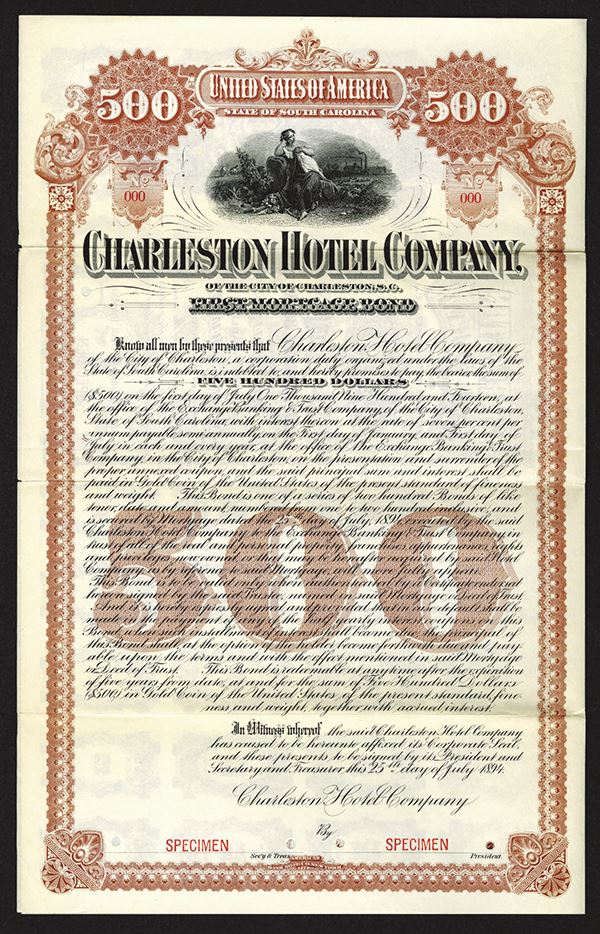 500 UNITED STATES OF AMERICA 500
STATE OF SOUTH CAROLINA
No No
000 000
CHARLESTON HOTEL COMPANY.
OF THE CITY OF CHARLESTON, S.C.
FIRST MORTGAGE BOND
Know all men by these presents that Charleston Hotel Company
of the City of Charleston, a corporation duly organized under the laws of the
State of South Carolina, is indebted to, and hereby promises to pay, the bearer, the sum of
FIVE HUNDRED DOLLARS
($500) on the first day of July One Thousand Nine Hundred and Fourteen, at
the office of the Exchange Banking & Trust Company, of the City of Charleston,
State of South Carolina, with interest thereon at the rate of seven per cent per
annum payable semi annually, on the First day of January, and First day of
July in each and every year, at the office of the Exchange Banking & Trust
Company, in the City of Charleston, on the presentation and surrender of the
proper annexed coupon, and the said principal sum and interest shall be
paid in Gold Coin of the United States of the present standard of fineness
and weight. This Bond is one of a series of two hundred Bonds of like
tenor, date and amount, numbered from one to two hundred, and
is secured by Mortgage dated the 25th day of July, 1894, executed by the said
Charleston Hotel Company, to the Exchange Banking & Trust Company, in
trust of all of the real and personal property, premises, appurtenances, rights
and privileges, now owned or that may be hereafter acquired by said Hotel
Company, as by reference to said Mortgage will more fully appear.
This Bond is to be valid only when authenticated by a certificate endorsed
hereon, signed by the Trustee, named in said Mortgage or Deed of Trust.
And it is hereby expressly agreed and provided that in case default shall be
made in the payment of any of the half-yearly interest coupons on this
Bond when such installment of interest shall become due the principal of
this Bond shall at the option of the holder become forthwith due and pay
able upon the terms and with the effect mentioned in said Mortgage
or Deed of Trust. This Bond is redeemable at any time after the expiration
of five years from date, at and for the sum of Five Hundred Dollars
($500) in Gold Coin of the United States of the present standard, fine-
ness and weight, together with accrued interest.
500
In Witness whereof the said Charleston Hotel Company
has caused to be hereunto affixed its Corporate Seal,
and these presents to be signed by its President and
Secretary and Treasurer this 25th day of July 1894.
Charleston Hotel Company
By
SPECIMEN SPECIMEN
Secy & Treas. President.
AMERICAN